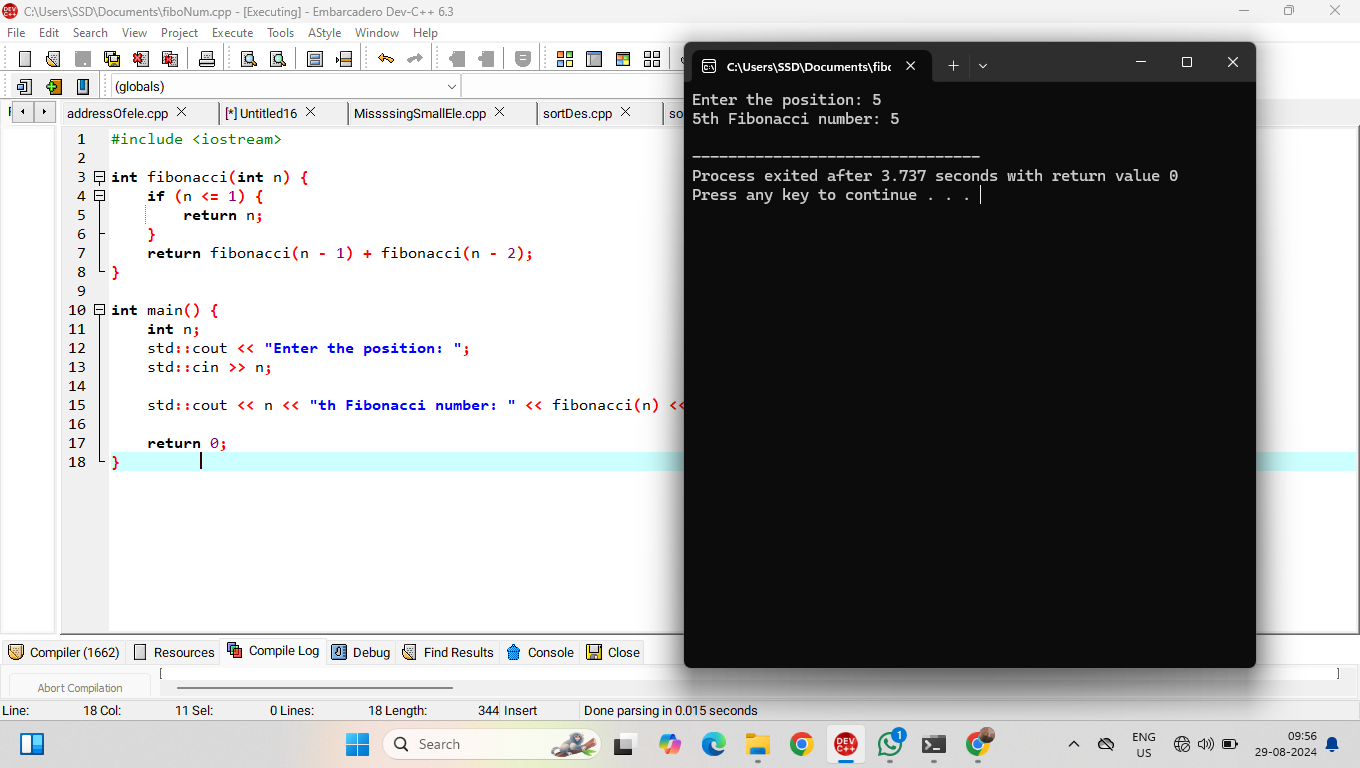 C:\Users\SSD\Documents\fiboNum.cpp - [Executing] - Embarcadero Dev-C++ 6.3
File Edit Search View Project Execute Tools AStyle Window Help
(globals)
addressOfele.cpp [*] Untitled16 MissssingSmallEle.cpp sortDes.cpp so
1 #include <iostream>
2
3 int fibonacci(int n) {
4 if (n <= 1) {
5 return n;
6 }
7 return fibonacci(n - 1) + fibonacci(n - 2);
8 }
9
10 int main() {
11 int n;
12 std::cout << "Enter the position: ";
13 std::cin >> n;
14
15 std::cout << n << "th Fibonacci number: " << fibonacci(n) <<
16
17 return 0;
18 }
C:\Users\SSD\Documents\fibo
Enter the position: 5
5th Fibonacci number: 5
--------------------------------
Process exited after 3.737 seconds with return value 0
Press any key to continue . . .
Compiler (1662) Resources Compile Log Debug Find Results Console Close
Abort Compilation
Line: 18 Col: 11 Sel: 0 Lines: 18 Length: 344 Insert Done parsing in 0.015 seconds
Search
DEV C++
1
ENG
US
09:56
29-08-2024